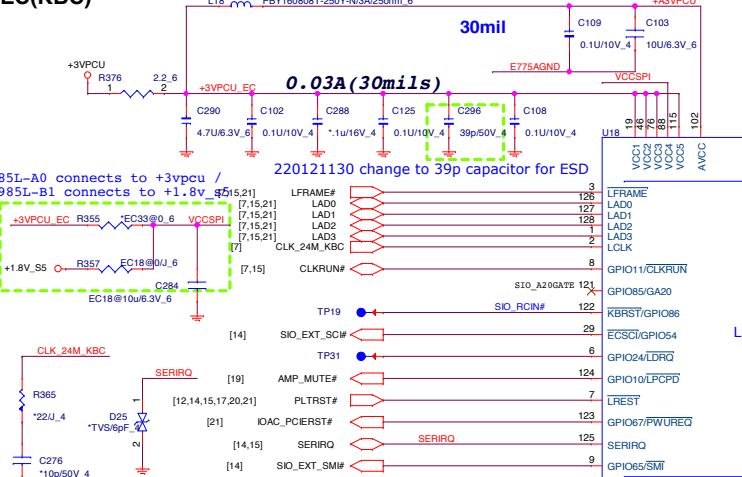 EC(KBC)
L18
PBY160808T-250Y-N/3A/250hm_6
+A3VPCU
30mil
C109
0.1U/10V_4
C103
10U/6.3V_6
E775AGND
VCCSPI
+3VPCU
R376
2.2_6
1
2
+3VPCU_EC
0.03A(30mils)
C290
4.7U/6.3V_6
C102
0.1U/10V_4
C288
*.1u/16V_4
C125
0.1U/10V_4
C296
39p/50V_4
C108
0.1U/10V_4
U18
19
46
76
88
115
102
VCC1
VCC2
VCC3
VCC4
VCC5
AVCC
220121130 change to 39p capacitor for ESD
85L-A0 connects to +3vpcu /
985L-B1 connects to +1.8v_S5
+3VPCU_EC
R355
*EC33@0_6
VCCSPI
+1.8V_S5
R357
EC18@0/J_6
C284
EC18@10u/6.3V_6
[7,15,21]
LFRAME#
3
LFRAME
[7,15,21]
LAD0
126
LAD0
[7,15,21]
LAD1
127
LAD1
[7,15,21]
LAD2
128
LAD2
[7,15,21]
LAD3
1
LAD3
[7]
CLK_24M_KBC
2
LCLK
[7,15]
CLKRUN#
8
GPIO11/CLKRUN
SIO_A20GATE
121
GPIO85/GA20
TP19
SIO_RCIN#
122
KBRST/GPIO86
[14]
SIO_EXT_SCI#
29
ECSCI/GPIO54
TP31
6
GPIO24/LDRQ
[19]
AMP_MUTE#
124
GPIO10/LPCPD
[12,14,15,17,20,21]
PLTRST#
7
LREST
[21]
IOAC_PCIERST#
123
GPIO67/PWUREQ
[14,15]
SERIRQ
SERIRQ
125
SERIRQ
[14]
SIO_EXT_SMI#
9
GPIO65/SMI
L
CLK_24M_KBC
R365
*22/J_4
C276
*10p/50V_4
SERIRQ
1
D25
*TVS/6pF_4
2